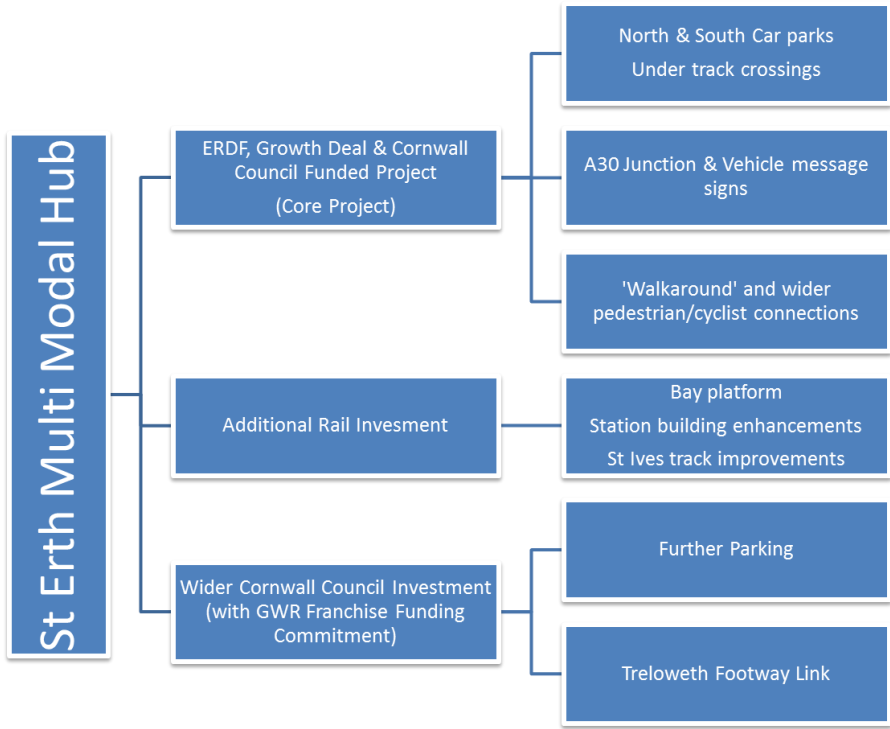 St Erth Multi Modal Hub
ERDF, Growth Deal & Cornwall
Council Funded Project
(Core Project)
North & South Car parks
Under track crossings
A30 Junction & Vehicle message
signs
'Walkaround' and wider
pedestrian/cyclist connections
Additional Rail Invesment
Bay platform
Station building enhancements
St Ives track improvements
Wider Cornwall Council Investment
(with GWR Franchise Funding
Commitment)
Further Parking
Treloweth Footway Link